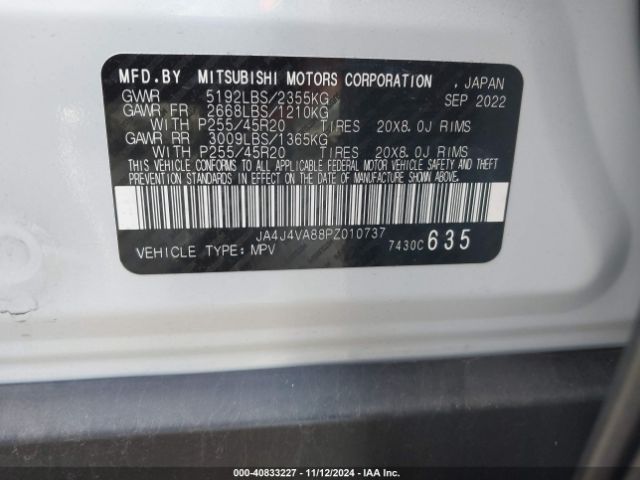 MFD.BY MITSUBISHI MOTORS CORPORATION , JAPAN
GVWR 5192LBS/2355KG SEP 2022
GAWR FR 2668LBS/1210KG
WITH P255/45R20 TIRES 20X8.0J RIMS
GAWR RR 3009LBS/1365KG
WITH P255/45R20 TIRES 20X8.0J RIMS
THIS VEHICLE CONFORMS TO ALL APPLICABLE FEDERAL MOTOR VEHICLE SAFETY AND THEFT
PREVENTION STANDARDS IN EFFECT ON THE DATE OF MANUFACTURE SHOWN ABOVE.
JA4J4VA88PZ010737
VEHICLE TYPE: MPV 7430C 635
000-40833227 - 11/12/2024 - IAA Inc.